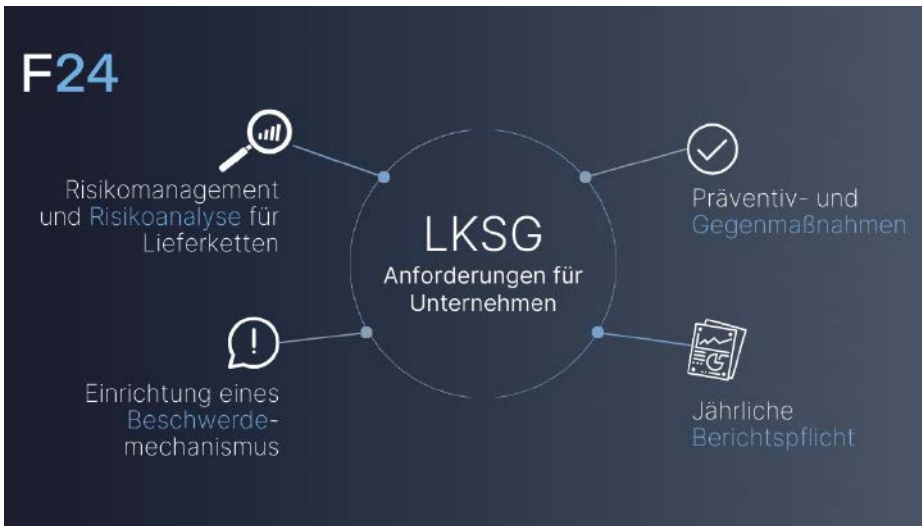 F24
Risikomanagement
und Risikoanalyse für
Lieferketten
Präventiv- und
Gegenmaßnahmen
LKSG
Anforderungen für
Unternehmen
Einrichtung eines
Beschwerde-
mechanismus
Jährliche
Berichtspflicht